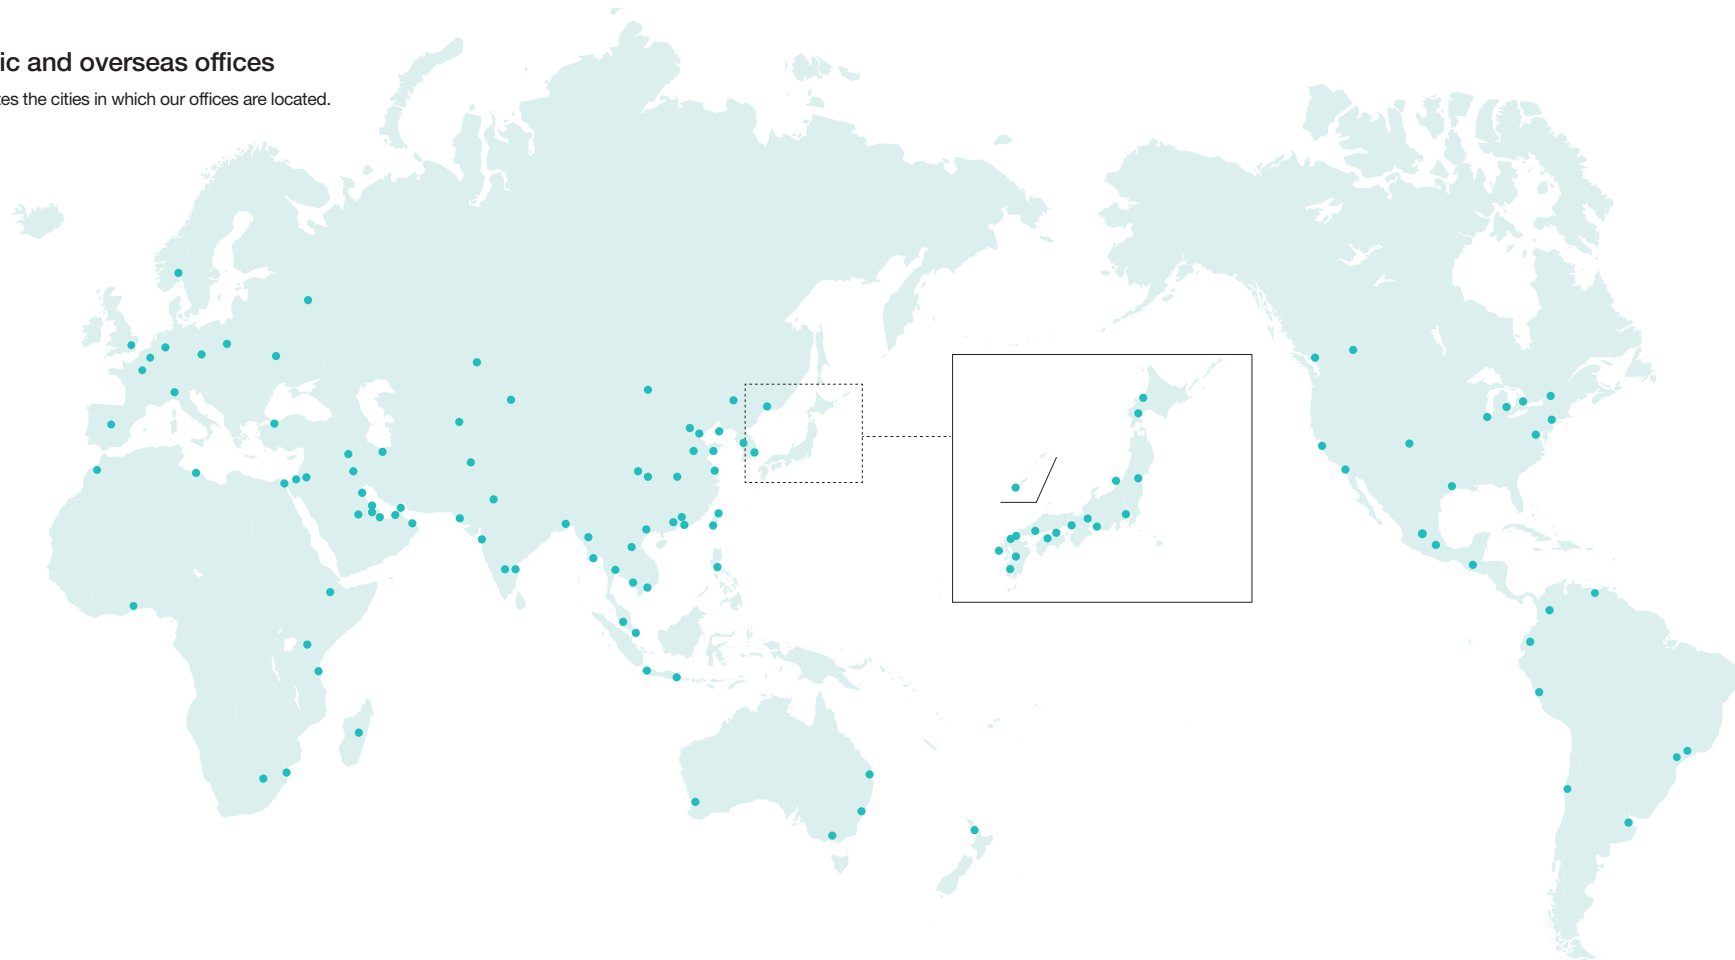 ic and overseas offices
es the cities in which our offices are located.